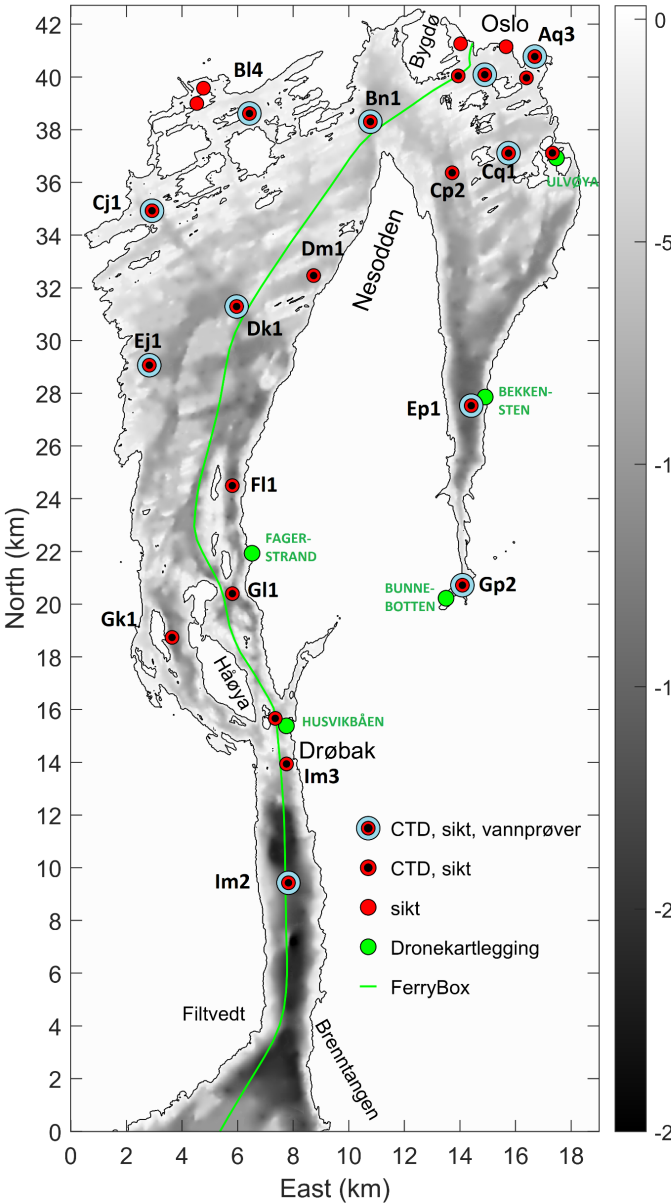 42
40
38
36
34
32
30
28
26
24
22
20
18
16
14
12
10
8
6
4
2
0
North (km)
0
2
4
6
8
10
12
14
16
18
East (km)
Bygdø
Oslo
Aq3
Bl4
Bn1
Cq1
Cp2
ULVØYA
Cj1
Dm1
Nesodden
Dk1
Ej1
BEKKEN-
STEN
Ep1
Fl1
FAGER-
STRAND
Gl1
BUNNE-
BOTTEN
Gp2
Gk1
Håøya
HUSVIKBÅEN
Drøbak
Im3
Im2
CTD, sikt, vannprøver
CTD, sikt
sikt
Dronekartlegging
FerryBox
Filtvedt
Brenntangen
0
-5
-1
-1
-2
-2